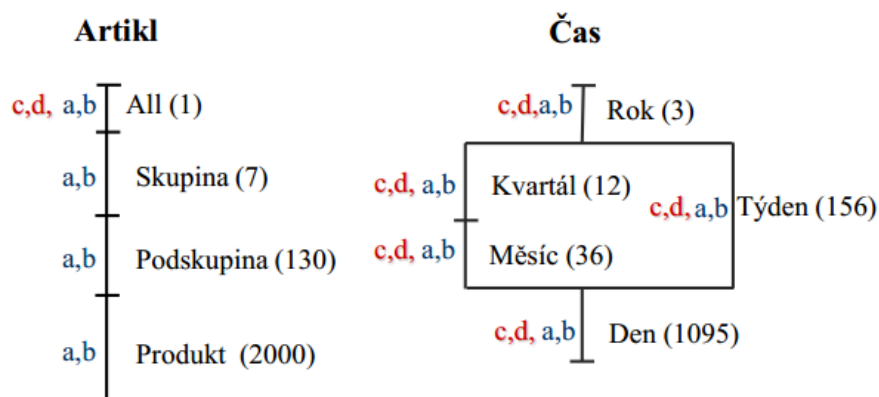 Artikl
Čas
c,d, a,b All (1)
c,d,a,b Rok (3)
a,b Skupina (7)
c,d, a,b Kvartál (12)
c,d, a,b Týden (156)
a,b Podskupina (130)
c,d, a,b Měsíc (36)
a,b Produkt (2000)
c,d, a,b Den (1095)